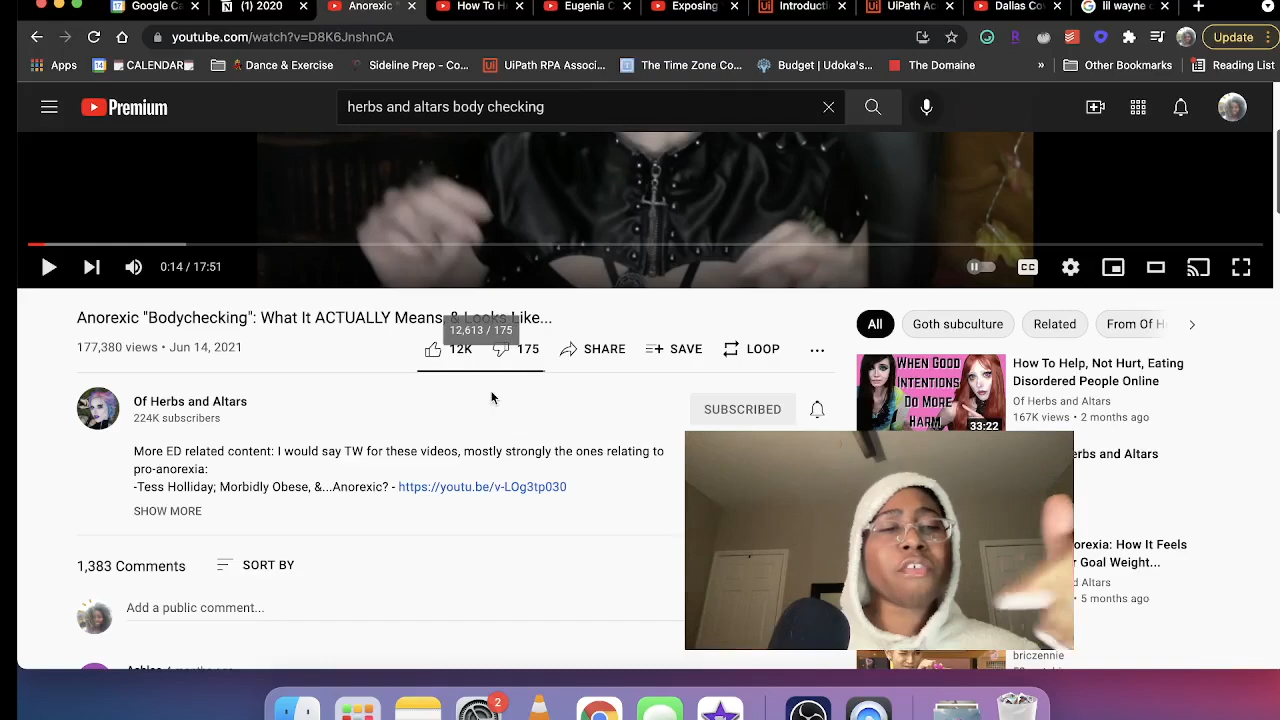 Google Ca
(1) 2020
Anorexic "
How To H
Eugenia C
Exposing
Introducti
UiPath Ac
Dallas Cov
lil wayne c
youtube.com/watch?v=D8K6JnshnCA
Update
Apps
CALENDAR
Dance & Exercise
Sideline Prep - Co...
UiPath RPA Associ...
The Time Zone Co...
Budget | Udoka's...
The Domaine
»
Other Bookmarks
Reading List
Premium
herbs and altars body checking
0:14 / 17:51
CC
Anorexic "Bodychecking": What It ACTUALLY Means, & Looks Like...
12,613 / 175
177,380 views • Jun 14, 2021
12K
175
SHARE
SAVE
LOOP
All
Goth subculture
Related
From Of H
WHEN GOOD
INTENTIONS
DO MORE
HARM
33:22
How To Help, Not Hurt, Eating
Disordered People Online
Of Herbs and Altars
167K views • 2 months ago
Of Herbs and Altars
224K subscribers
SUBSCRIBED
More ED related content: I would say TW for these videos, mostly strongly the ones relating to
pro-anorexia:
-Tess Holliday; Morbidly Obese, &...Anorexic? - https://youtu.be/v-LOg3tp030
SHOW MORE
erbs and Altars
orexia: How It Feels
r Goal Weight...
d Altars
• 5 months ago
1,383 Comments
SORT BY
Add a public comment...
briczennie
2